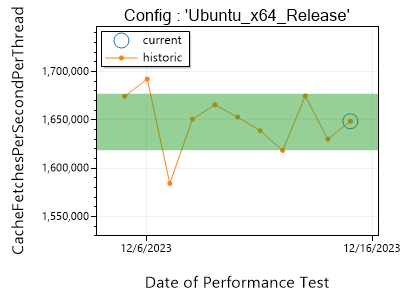 Config : 'Ubuntu_x64_Release'
current
historic
CacheFetchesPerSecondPerThread
1,700,000
1,650,000
1,600,000
1,550,000
12/6/2023
12/16/2023
Date of Performance Test